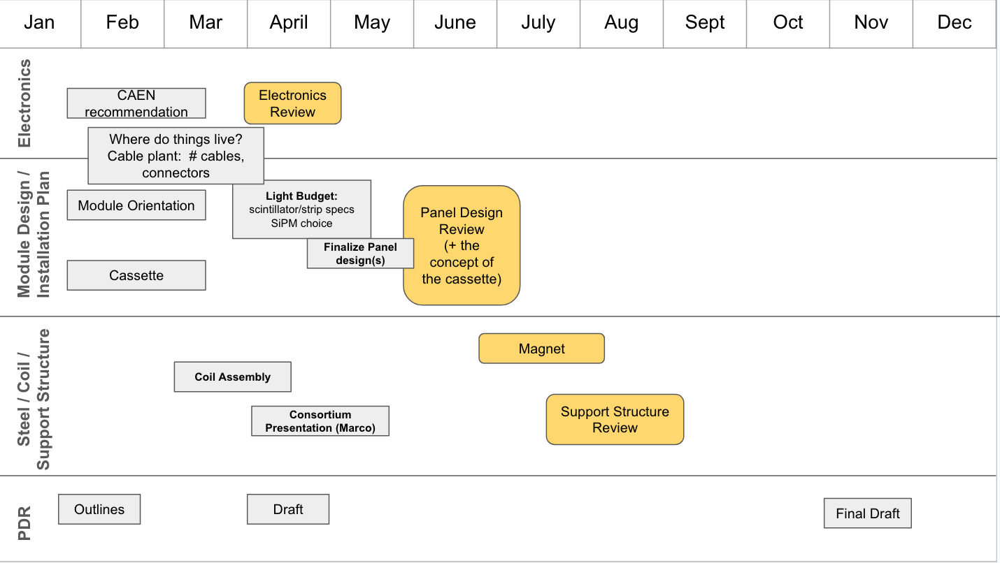 Jan
Feb
Mar
April
May
June
July
Aug
Sept
Oct
Nov
Dec
Electronics
CAEN
recommendation
Electronics
Review
Where do things live?
Cable plant:  # cables,
connectors
Module Design /
Installation Plan
Module Orientation
Light Budget:
scintillator/strip specs
SiPM choice
Finalize Panel
design(s)
Panel Design
Review
(+ the
concept of
the cassette)
Cassette
Steel / Coil /
Support Structure
Magnet
Coil Assembly
Consortium
Presentation (Marco)
Support Structure
Review
PDR
Outlines
Draft
Final Draft